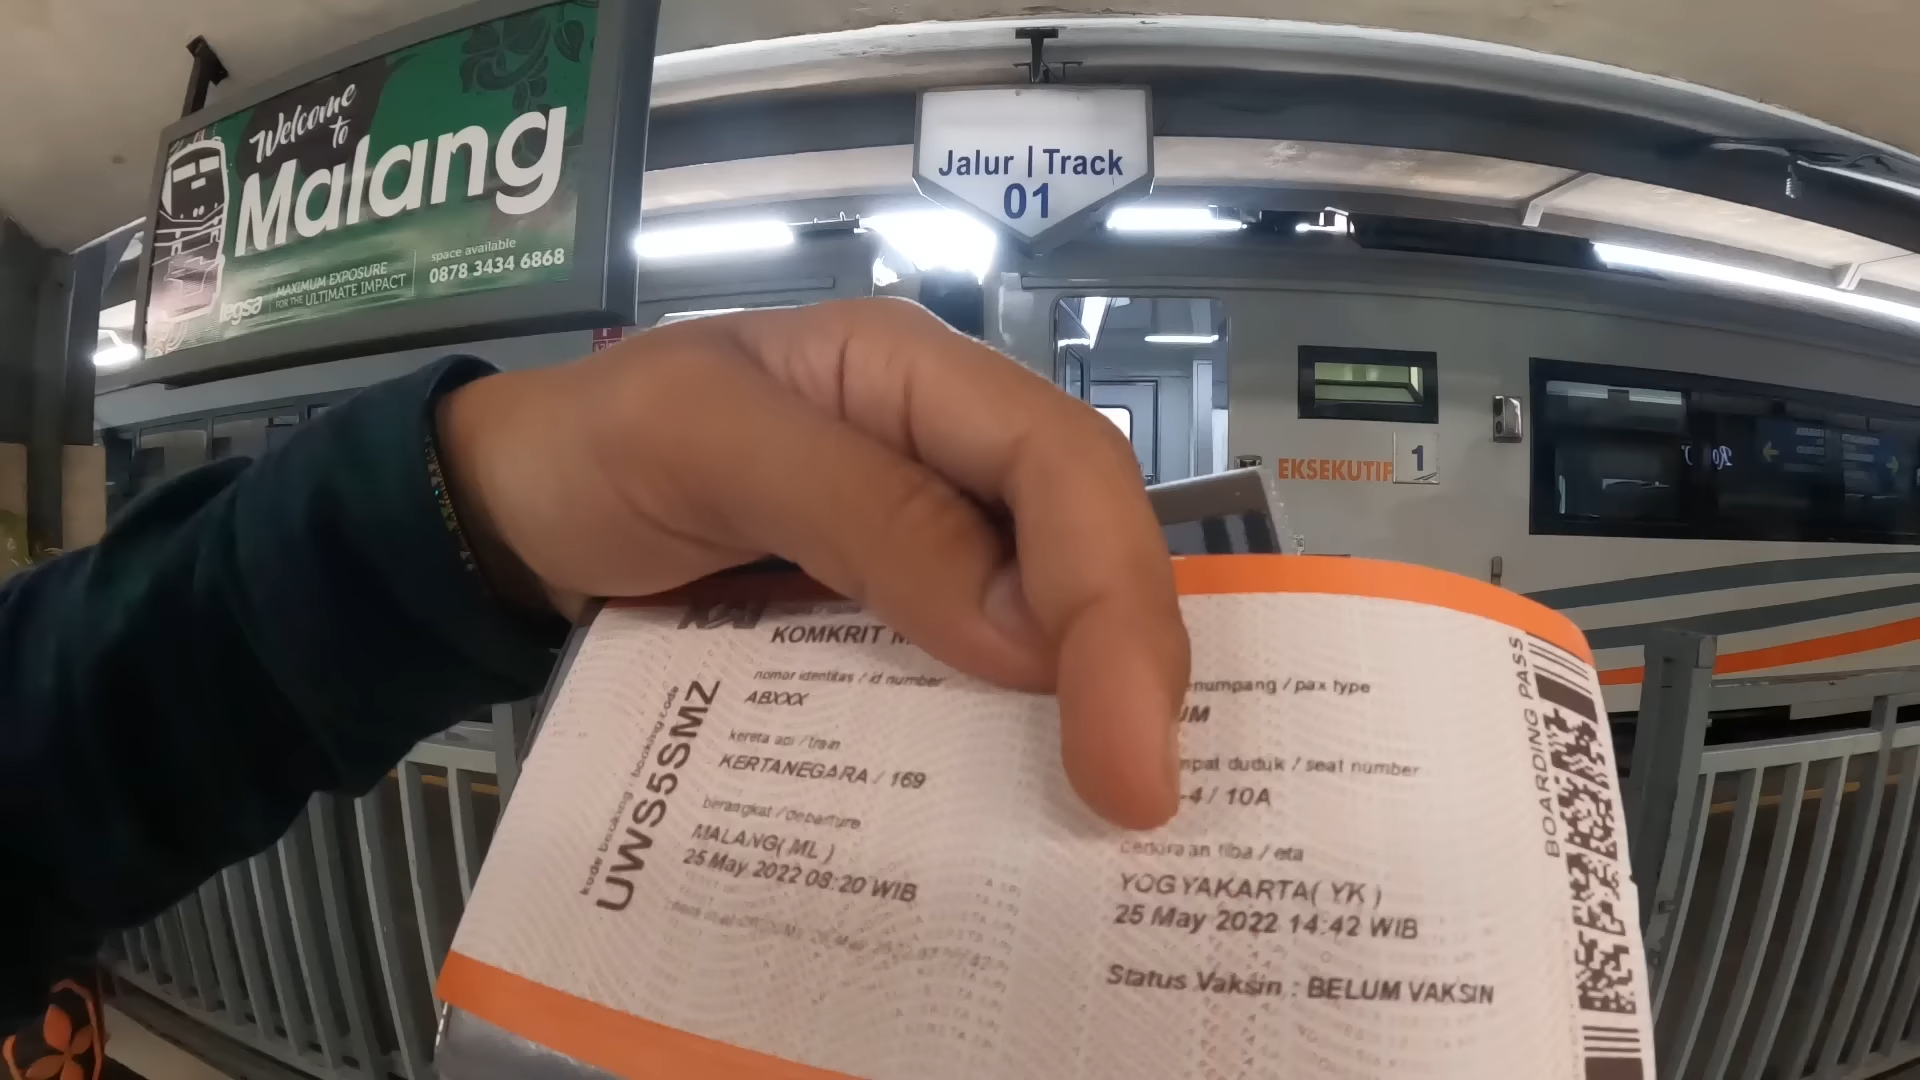 Welcome
to
Malang
legsa
MAXIMUM EXPOSURE
FOR THE ULTIMATE IMPACT
space available
0878 3434 6868
Jalur | Track
01
EKSEKUTIF
1
KOMKRIT
nomor identitas / id number
ABXXX
kereta api / train
KERTANEGARA / 169
berangkat / departure
MALANG( ML )
25 May 2022 08:20 WIB
kode booking / booking code
UWS5SMZ
/ pax type
duduk / seat number
-4 / 10A
tiba / eta
YOGYAKARTA( YK )
25 May 2022 14:42 WIB
Status Vaksin : BELUM VAKSIN
BOARDING PASS